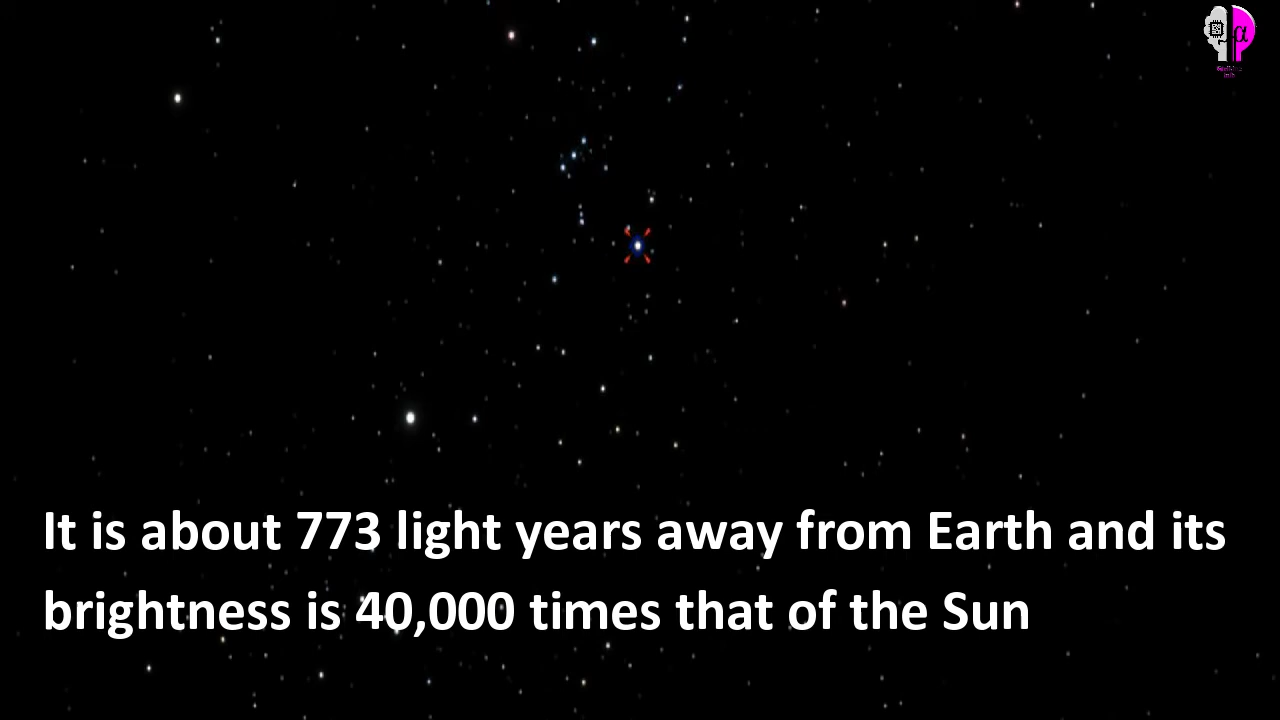 α
It is about 773 light years away from Earth and its
brightness is 40,000 times that of the Sun